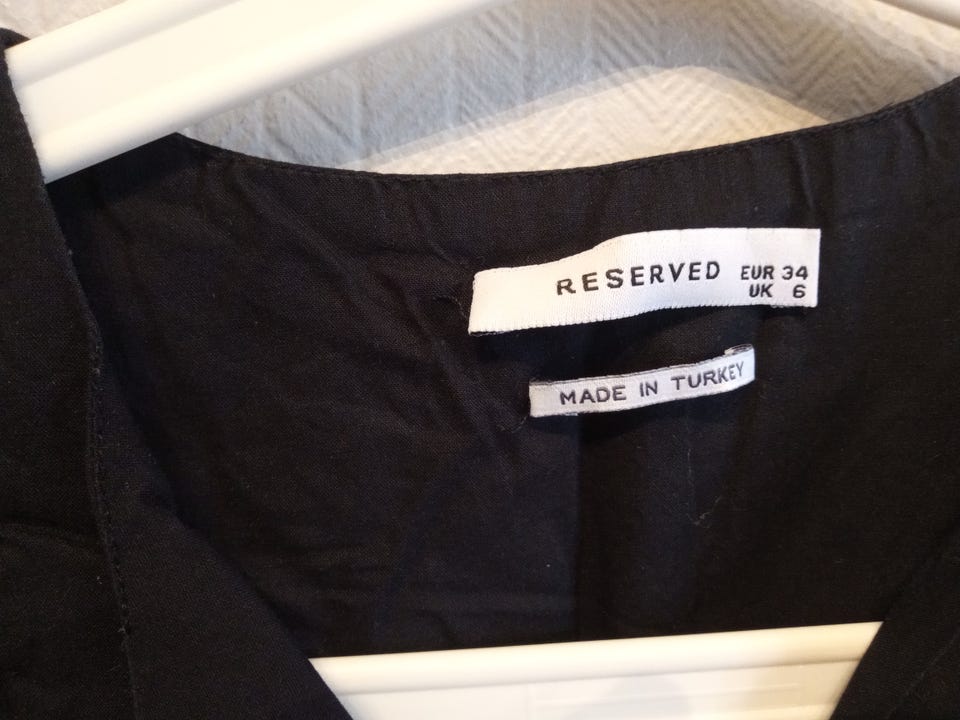 RESERVED EUR 34
UK 6
MADE IN TURKEY